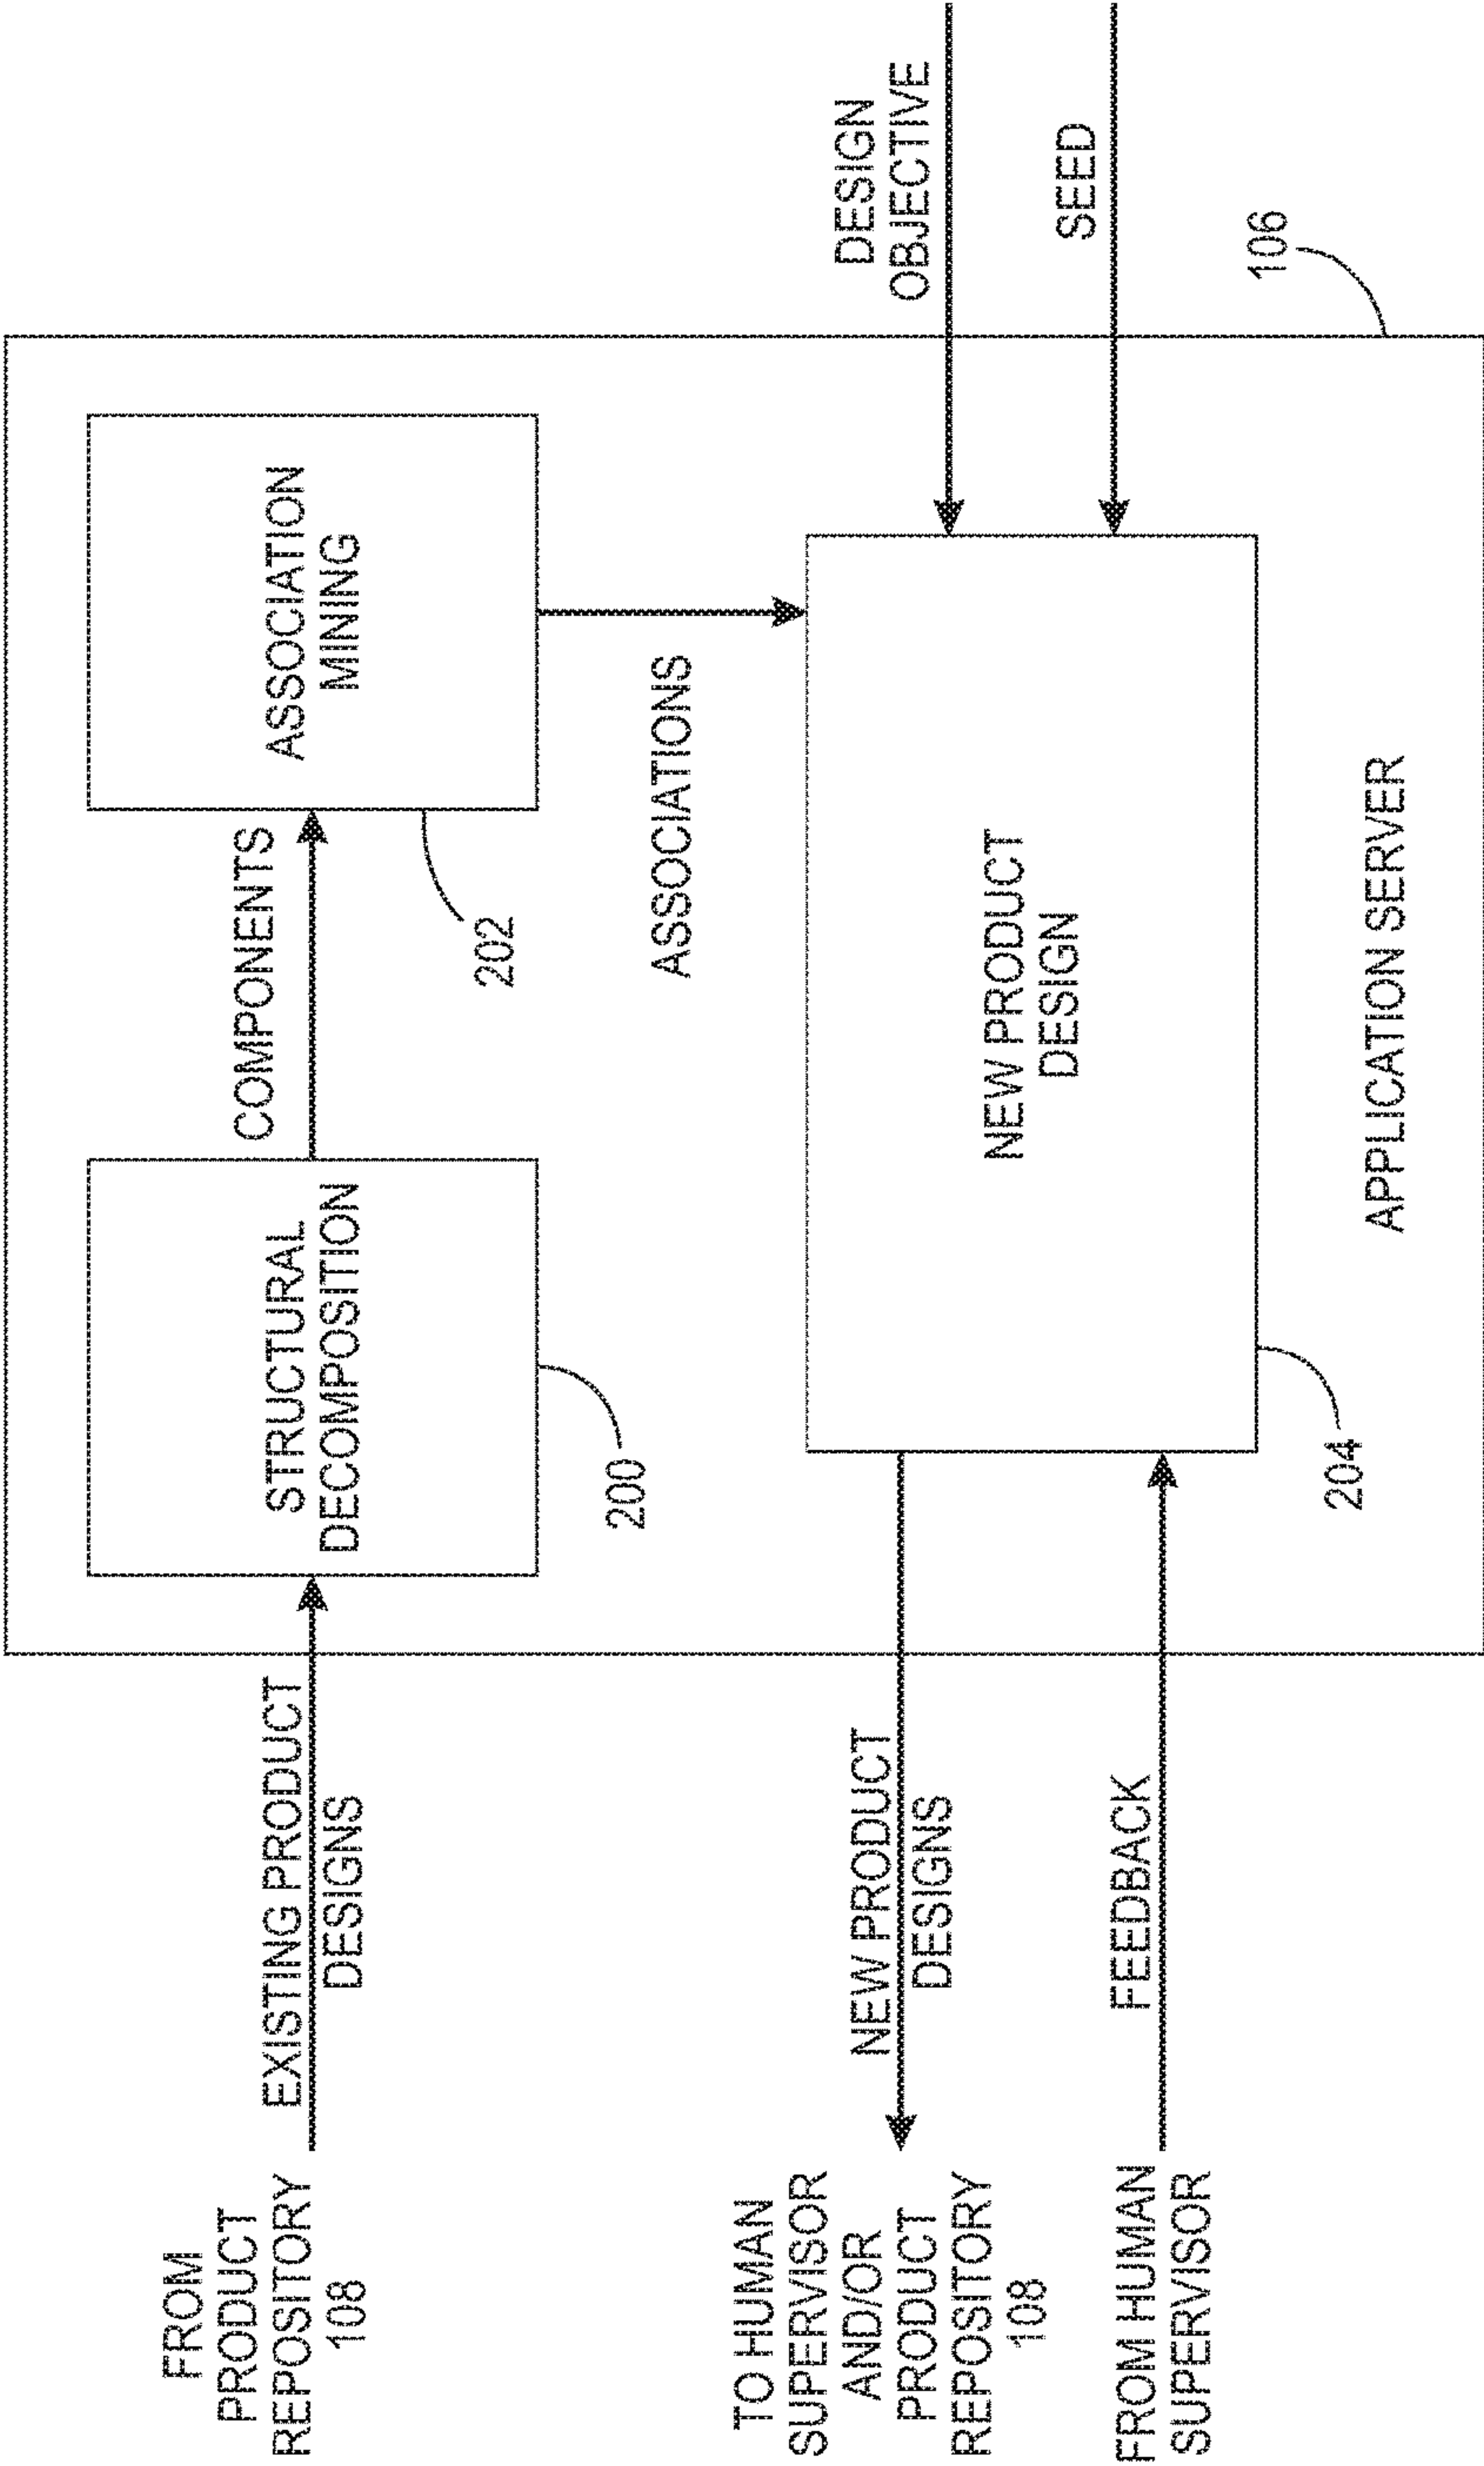 FROM
PRODUCT
REPOSITORY
108
EXISTING PRODUCT
DESIGNS
STRUCTURAL
DECOMPOSITION
200
COMPONENTS
ASSOCIATION
MINING
202
ASSOCIATIONS
TO HUMAN
SUPERVISOR
AND/OR
PRODUCT
REPOSITORY
108
NEW PRODUCT
DESIGNS
FROM HUMAN
SUPERVISOR
FEEDBACK
NEW PRODUCT
DESIGN
204
DESIGN
OBJECTIVE
SEED
106
APPLICATION SERVER